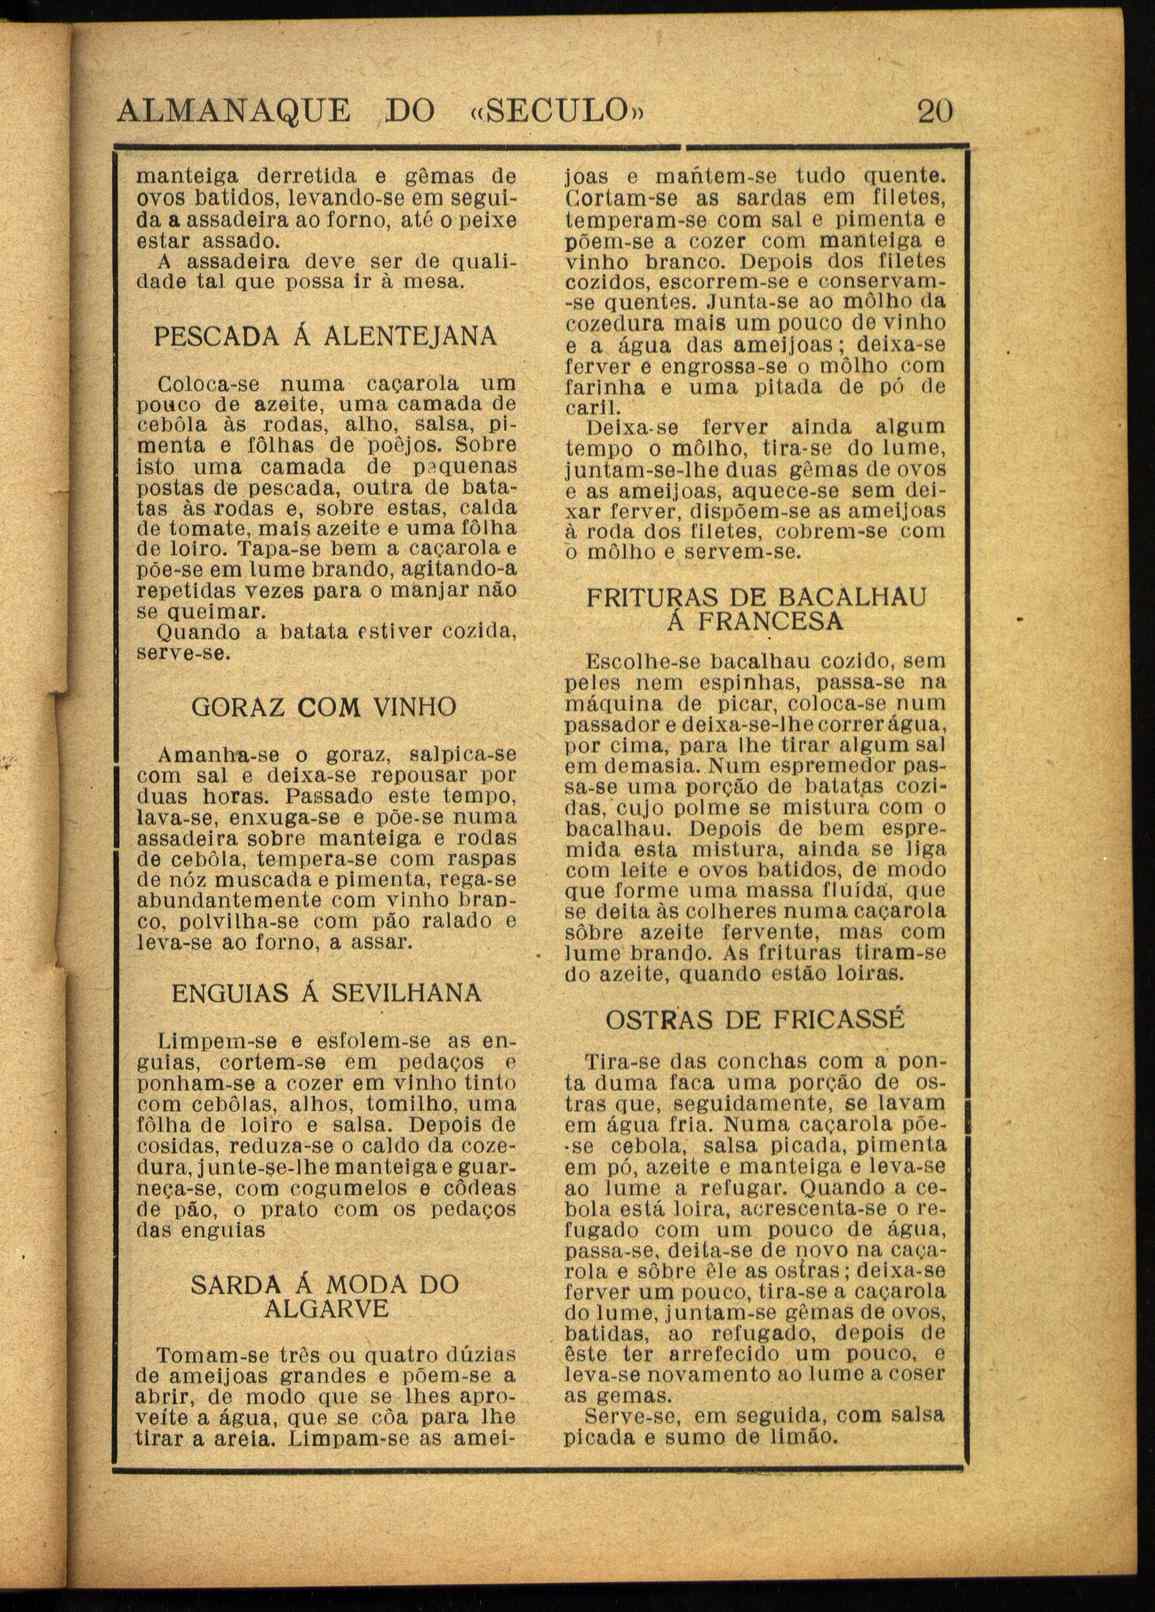 ALMANAQUE DO «SECULO» 20
manteiga derretida e gêmas de
ovos batidos, levando-se em segui-
da a assadeira ao forno, até o peixe
estar assado.
A assadeira deve ser de quali-
dade tal que possa ir à mesa.
PESCADA Á ALENTEJANA
Coloca-se numa caçarola um
pouco de azeite, uma camada de
cebôla às rodas, alho, salsa, pi-
menta e fôlhas de poêjos. Sobre
isto uma camada de pequenas
postas de pescada, outra de bata-
tas às rodas e, sobre estas, calda
de tomate, mais azeite e uma fôlha
de loiro. Tapa-se bem a caçarola e
põe-se em lume brando, agitando-a
repetidas vezes para o manjar não
se queimar.
Quando a batata estiver cozida,
serve-se.
GORAZ COM VINHO
Amanha-se o goraz, salpica-se
com sal e deixa-se repousar por
duas horas. Passado este tempo,
lava-se, enxuga-se e põe-se numa
assadeira sobre manteiga e rodas
de cebôla, tempera-se com raspas
de nóz muscada e pimenta, rega-se
abundantemente com vinho bran-
co, polvilha-se com pão ralado e
leva-se ao forno, a assar.
ENGUIAS Á SEVILHANA
Limpem-se e esfolem-se as en-
guias, cortem-se em pedaços e
ponham-se a cozer em vinho tinto
com cebôlas, alhos, tomilho, uma
fôlha de loiro e salsa. Depois de
cosidas, reduza-se o caldo da coze-
dura, junte-se-lhe manteiga e guar-
neça-se, com cogumelos e côdeas
de pão, o prato com os pedaços
das enguias
SARDA Á MODA DO
ALGARVE
Tomam-se três ou quatro dúzias
de ameijoas grandes e põem-se a
abrir, de modo que se lhes apro-
veite a água, que se côa para lhe
tirar a areia. Limpam-se as amei-
joas e mantem-se tudo quente.
Cortam-se as sardas em filetes,
temperam-se com sal e pimenta e
põem-se a cozer com manteiga e
vinho branco. Depois dos filetes
cozidos, escorrem-se e conservam-
-se quentes. Junta-se ao môlho da
cozedura mais um pouco de vinho
e a água das ameijoas; deixa-se
ferver e engrossa-se o môlho com
farinha e uma pitada de pó de
caril.
Deixa-se ferver ainda algum
tempo o môlho, tira-se do lume,
juntam-se-lhe duas gêmas de ovos
e as ameijoas, aquece-se sem dei-
xar ferver, dispõem-se as ameijoas
à roda dos filetes, cobrem-se com
o môlho e servem-se.
FRITURAS DE BACALHAU
Á FRANCESA
Escolhe-se bacalhau cozido, sem
peles nem espinhas, passa-se na
máquina de picar, coloca-se num
passador e deixa-se-lhe correr água,
por cima, para lhe tirar algum sal
em demasia. Num espremedor pas-
sa-se uma porção de batatas cozi-
das, cujo polme se mistura com o
bacalhau. Depois de bem espre-
mida esta mistura, ainda se liga
com leite e ovos batidos, de modo
que forme uma massa fluída, que
se deita às colheres numa caçarola
sôbre azeite fervente, mas com
lume brando. As frituras tiram-se
do azeite, quando estão loiras.
OSTRAS DE FRICASSÉ
Tira-se das conchas com a pon-
ta duma faca uma porção de os-
tras que, seguidamente, se lavam
em água fria. Numa caçarola põe-
-se cebola, salsa picada, pimenta
em pó, azeite e manteiga e leva-se
ao lume a refugar. Quando a ce-
bola está loira, acrescenta-se o re-
fugado com um pouco de água,
passa-se, deita-se de novo na caça-
rola e sôbre êle as ostras; deixa-se
ferver um pouco, tira-se a caçarola
do lume, juntam-se gêmas de ovos,
batidas, ao refugado, depois de
êste ter arrefecido um pouco, e
leva-se novamento ao lume a coser
as gemas.
Serve-se, em seguida, com salsa
picada e sumo de limão.